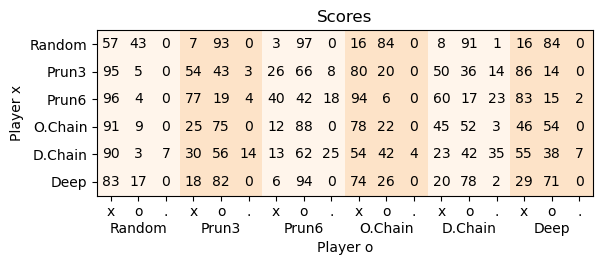 Scores
Random 57 43 0 7 93 0 3 97 0 16 84 0 8 91 1 16 84 0
Prun3 95 5 0 54 43 3 26 66 8 80 20 0 50 36 14 86 14 0
Prun6 96 4 0 77 19 4 40 42 18 94 6 0 60 17 23 83 15 2
O.Chain 91 9 0 25 75 0 12 88 0 78 22 0 45 52 3 46 54 0
D.Chain 90 3 7 30 56 14 13 62 25 54 42 4 23 42 35 55 38 7
Deep 83 17 0 18 82 0 6 94 0 74 26 0 20 78 2 29 71 0
x o . x o . x o . x o . x o . x o .
Random Prun3 Prun6 O.Chain D.Chain Deep
Player o
Player x